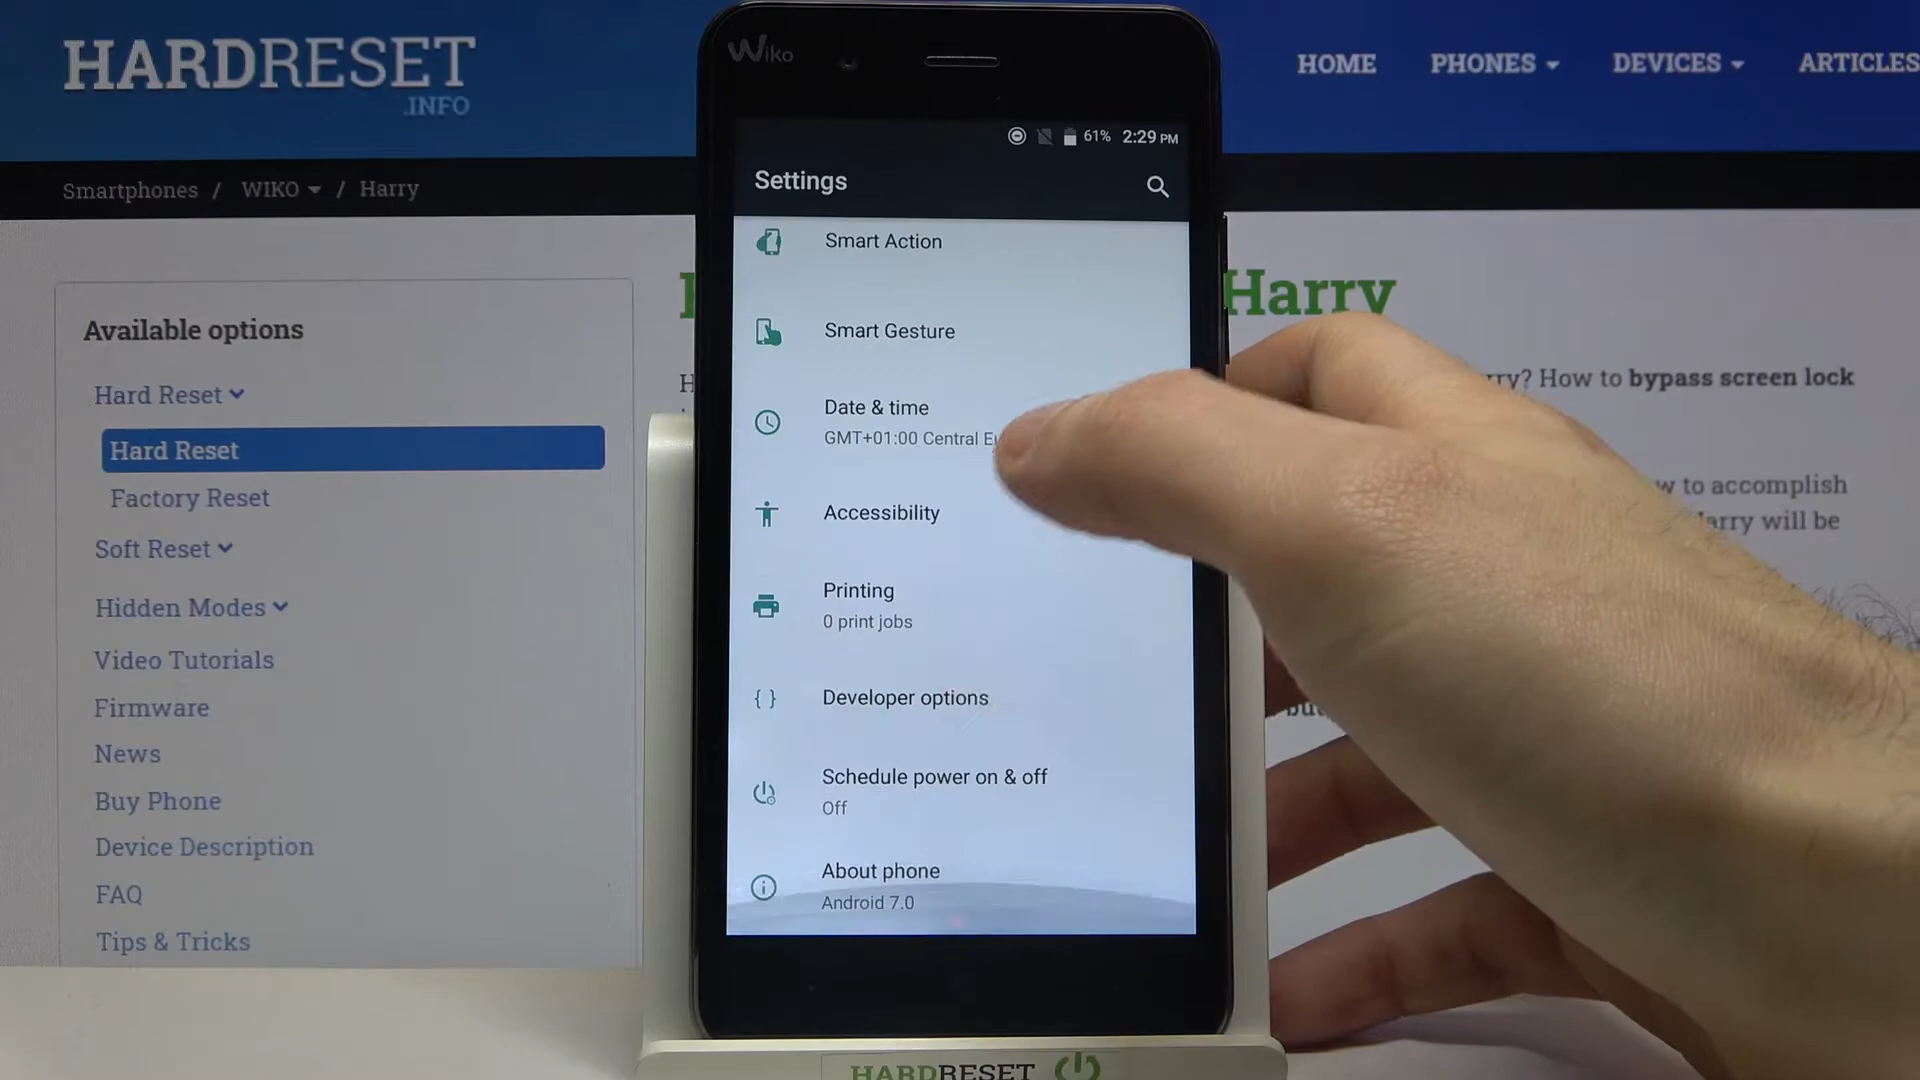 HARDRESET
.INFO
HOME
PHONES
DEVICES
ARTICLES
Smartphones / WIKO / Harry
Wiko
61% 2:29 PM
Settings
Smart Action
Smart Gesture
Date & time
GMT+01:00 Central
Accessibility
Printing
0 print jobs
Developer options
Schedule power on & off
Off
About phone
Android 7.0
Available options
Hard Reset
Hard Reset
Factory Reset
Soft Reset
Hidden Modes
Video Tutorials
Firmware
News
Buy Phone
Device Description
FAQ
Tips & Tricks
Harry
? How to bypass screen lock
to accomplish
will be
HARDRESET